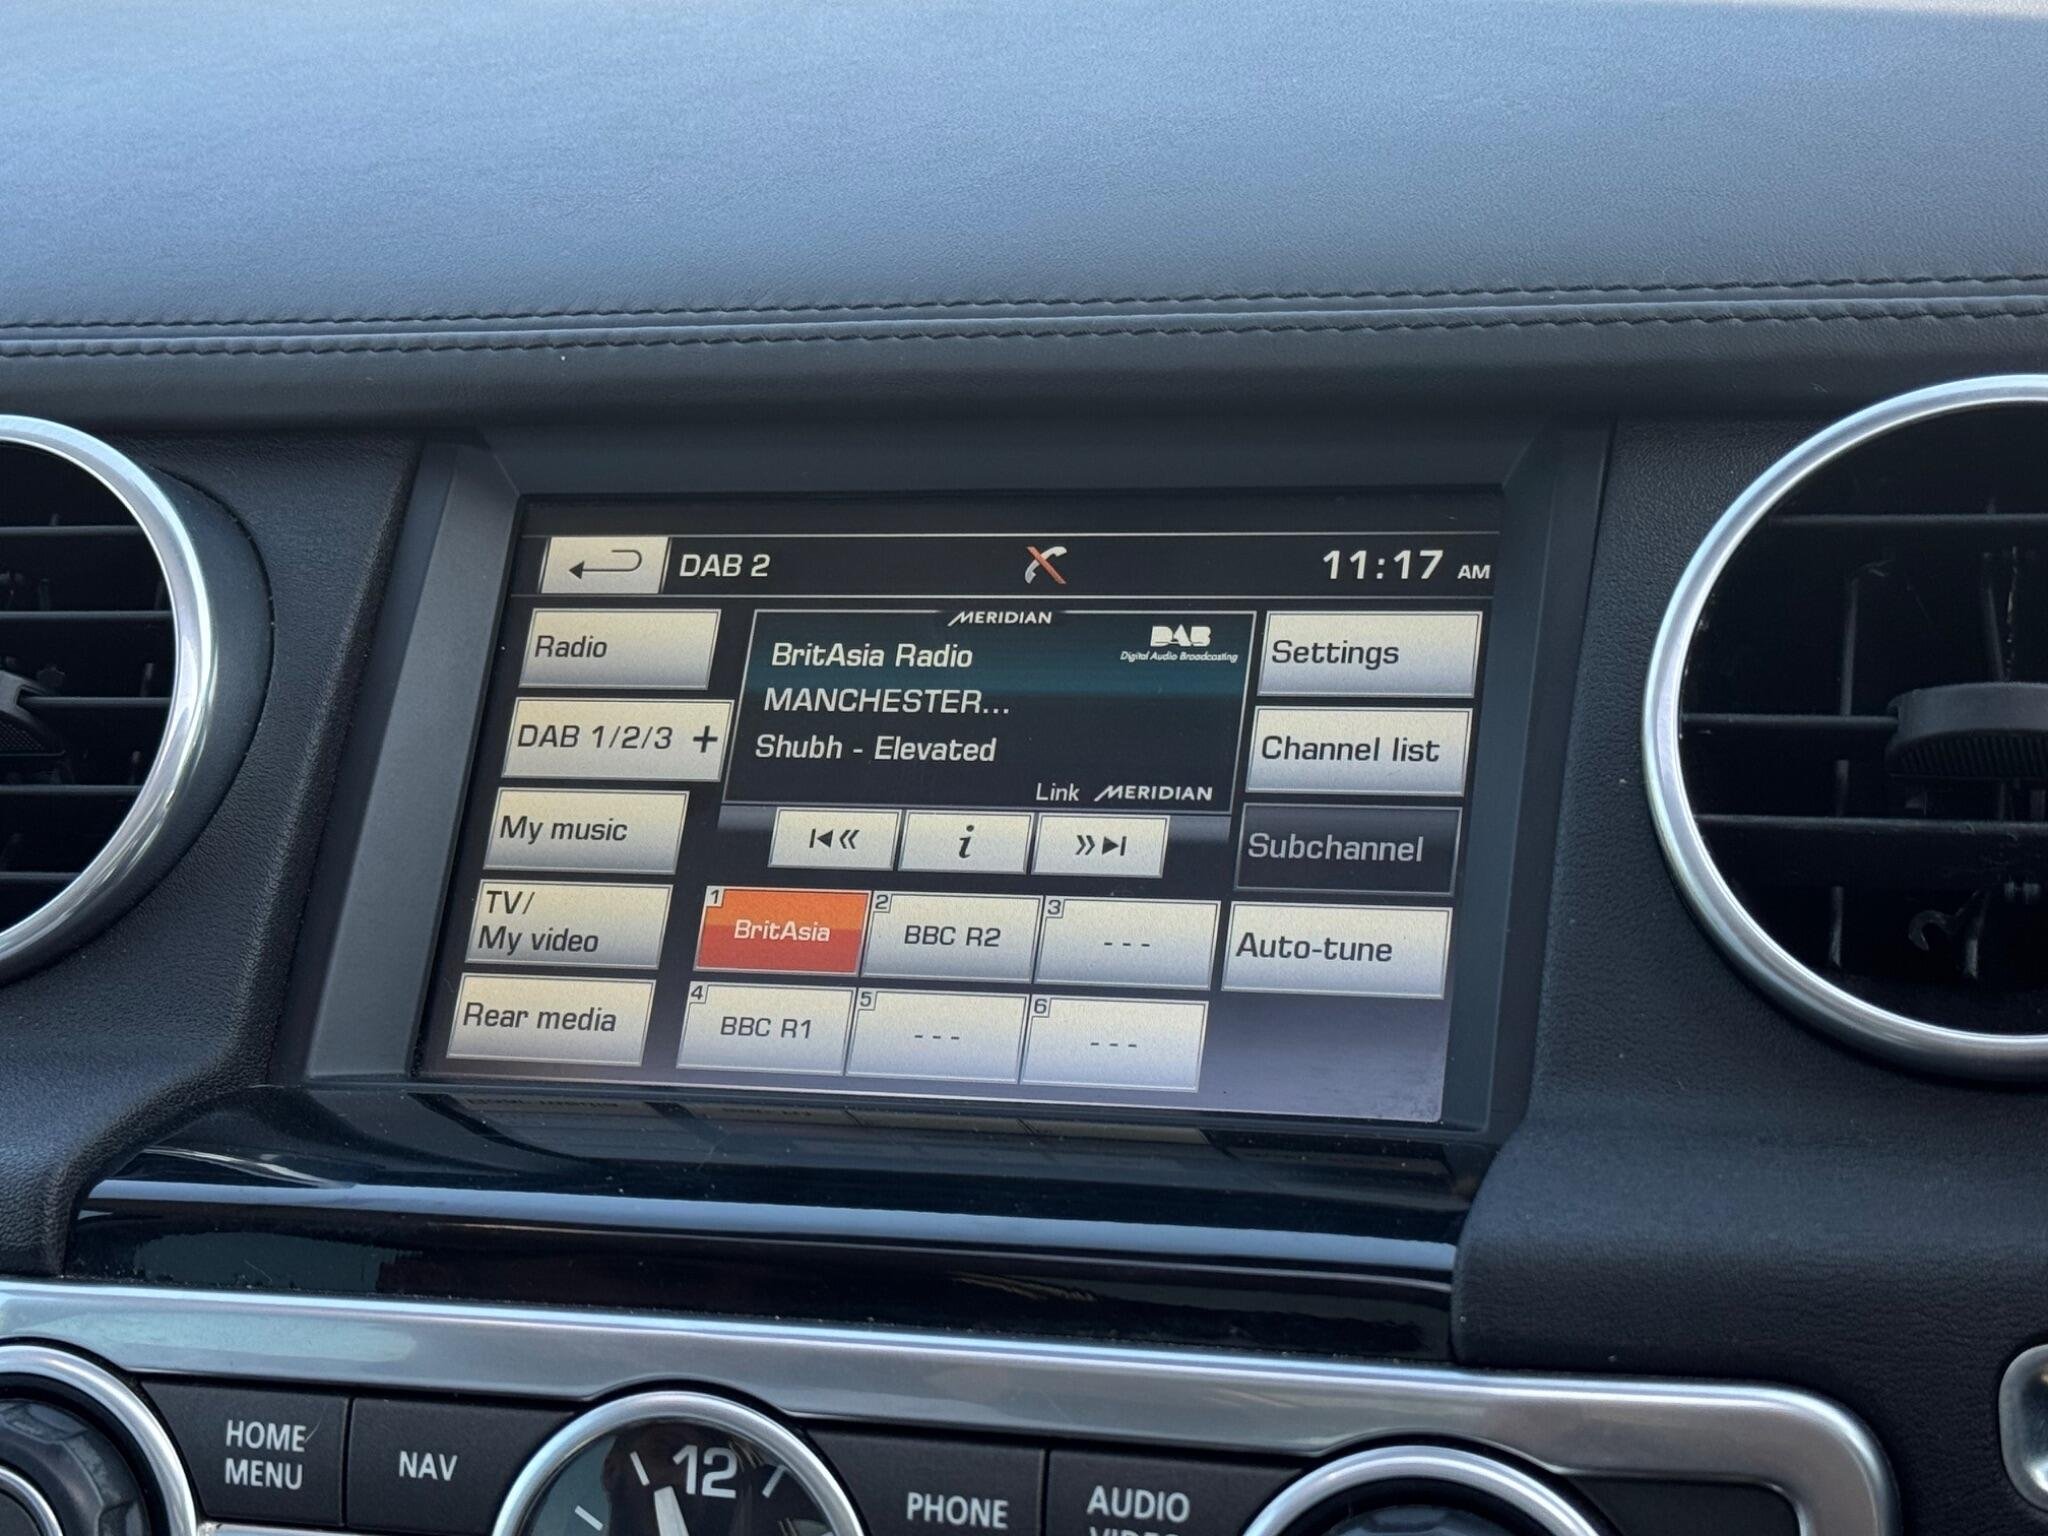 DAB 2
11:17 AM
Radio
DAB 1/2/3 +
My music
TV/
My video
Rear media
MERIDIAN
BritAsia Radio
DAB
Digital Audio Broadcasting
MANCHESTER...
Shubh - Elevated
Link MERIDIAN
i
Settings
Channel list
Subchannel
Auto-tune
1 BritAsia
2 BBC R2
3 ---
4 BBC R1
5 ---
6 ---
HOME
MENU
NAV
12
PHONE
AUDIO
VIDEO